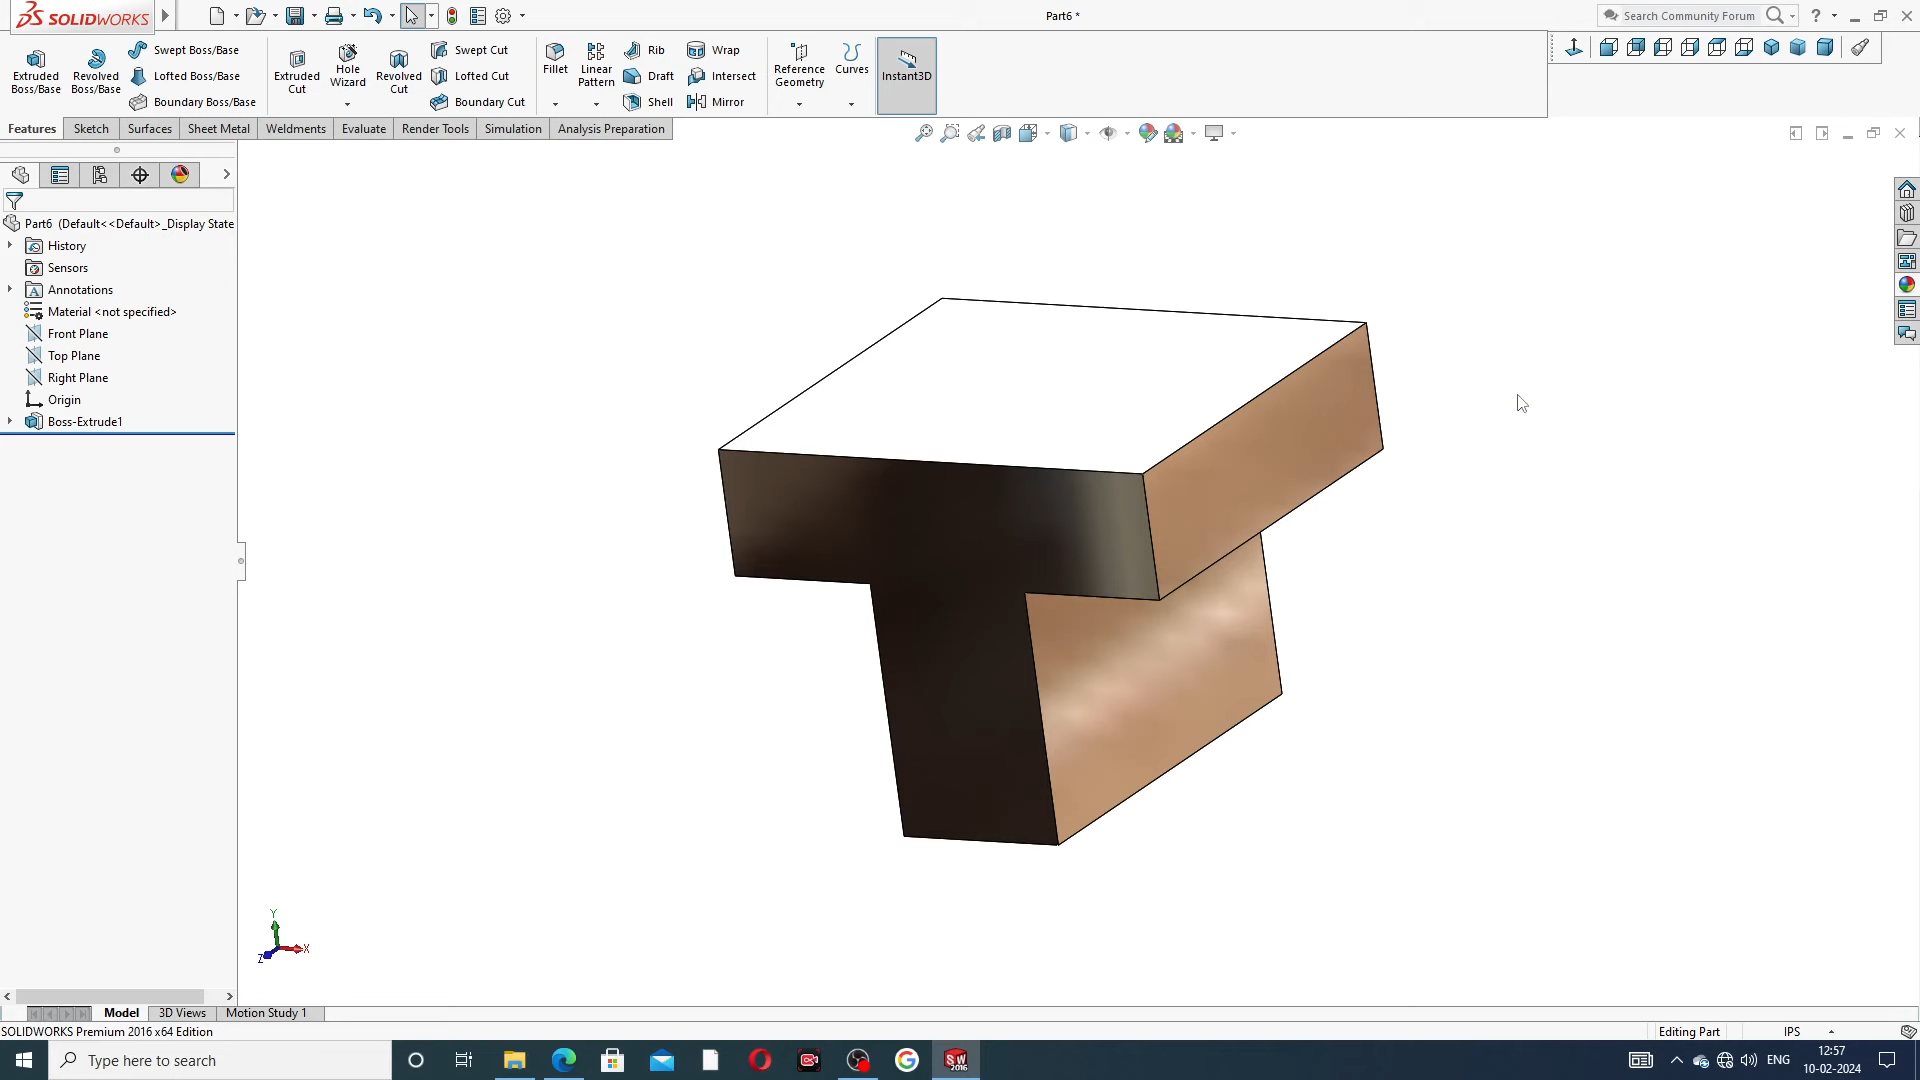 SOLIDWORKS
Part6 *
Search Community Forum
?
Extruded Boss/Base
Revolved Boss/Base
Swept Boss/Base
Lofted Boss/Base
Boundary Boss/Base
Extruded Cut
Hole Wizard
Revolved Cut
Swept Cut
Lofted Cut
Boundary Cut
Fillet
Linear Pattern
Rib
Draft
Shell
Wrap
Intersect
Mirror
Reference Geometry
Curves
Instant3D
Features
Sketch
Surfaces
Sheet Metal
Weldments
Evaluate
Render Tools
Simulation
Analysis Preparation
Part6 (Default<<Default>_Display State
History
Sensors
Annotations
Material <not specified>
Front Plane
Top Plane
Right Plane
Origin
Boss-Extrude1
Y
X
Z
Model
3D Views
Motion Study 1
SOLIDWORKS Premium 2016 x64 Edition
Editing Part
IPS
Type here to search
SW
2016
ENG
12:57
10-02-2024